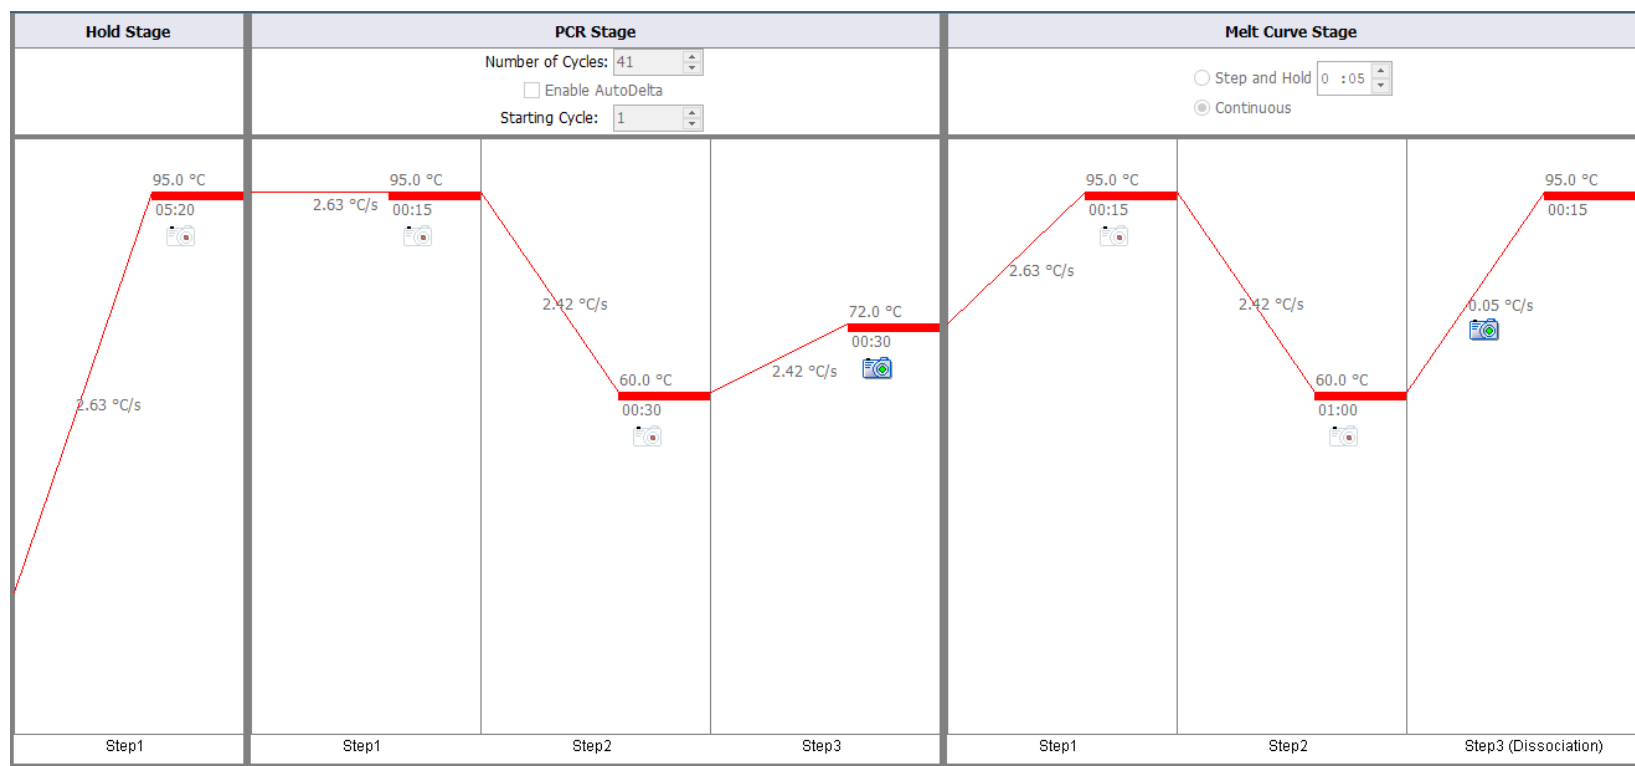 Hold Stage
PCR Stage
Number of Cycles: 41
Enable AutoDelta
Starting Cycle: 1
Melt Curve Stage
Step and Hold 0 :05
Continuous
95.0 °C
05:20
2.63 °C/s
Step1
2.63 °C/s
95.0 °C
00:15
Step1
2.42 °C/s
60.0 °C
00:30
Step2
2.42 °C/s
72.0 °C
00:30
Step3
2.63 °C/s
95.0 °C
00:15
Step1
2.42 °C/s
60.0 °C
01:00
Step2
0.05 °C/s
95.0 °C
00:15
Step3 (Dissociation)